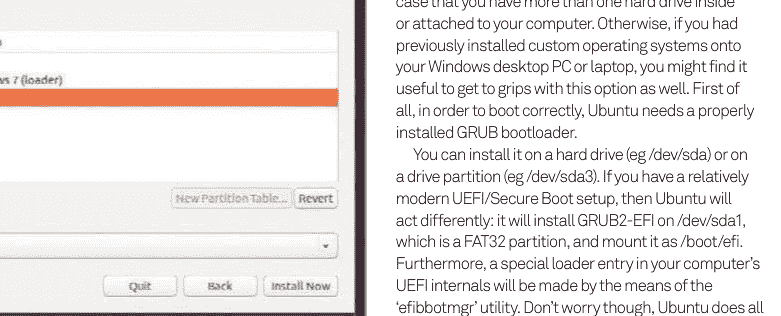 ws 7 (loader)
New Partition Table...
Revert
Quit
Back
Install Now
case that you have more than one hard drive inside
or attached to your computer. Otherwise, if you had
previously installed custom operating systems onto
your Windows desktop PC or laptop, you might find it
useful to get to grips with this option as well. First of
all, in order to boot correctly, Ubuntu needs a properly
installed GRUB bootloader.
You can install it on a hard drive (eg /dev/sda) or on
a drive partition (eg /dev/sda3). If you have a relatively
modern UEFI/Secure Boot setup, then Ubuntu will
act differently: it will install GRUB2-EFI on /dev/sda1,
which is a FAT32 partition, and mount it as /boot/efi.
Furthermore, a special loader entry in your computer’s
UEFI internals will be made by the means of the
‘efibbotmgr’ utility. Don’t worry though, Ubuntu does all